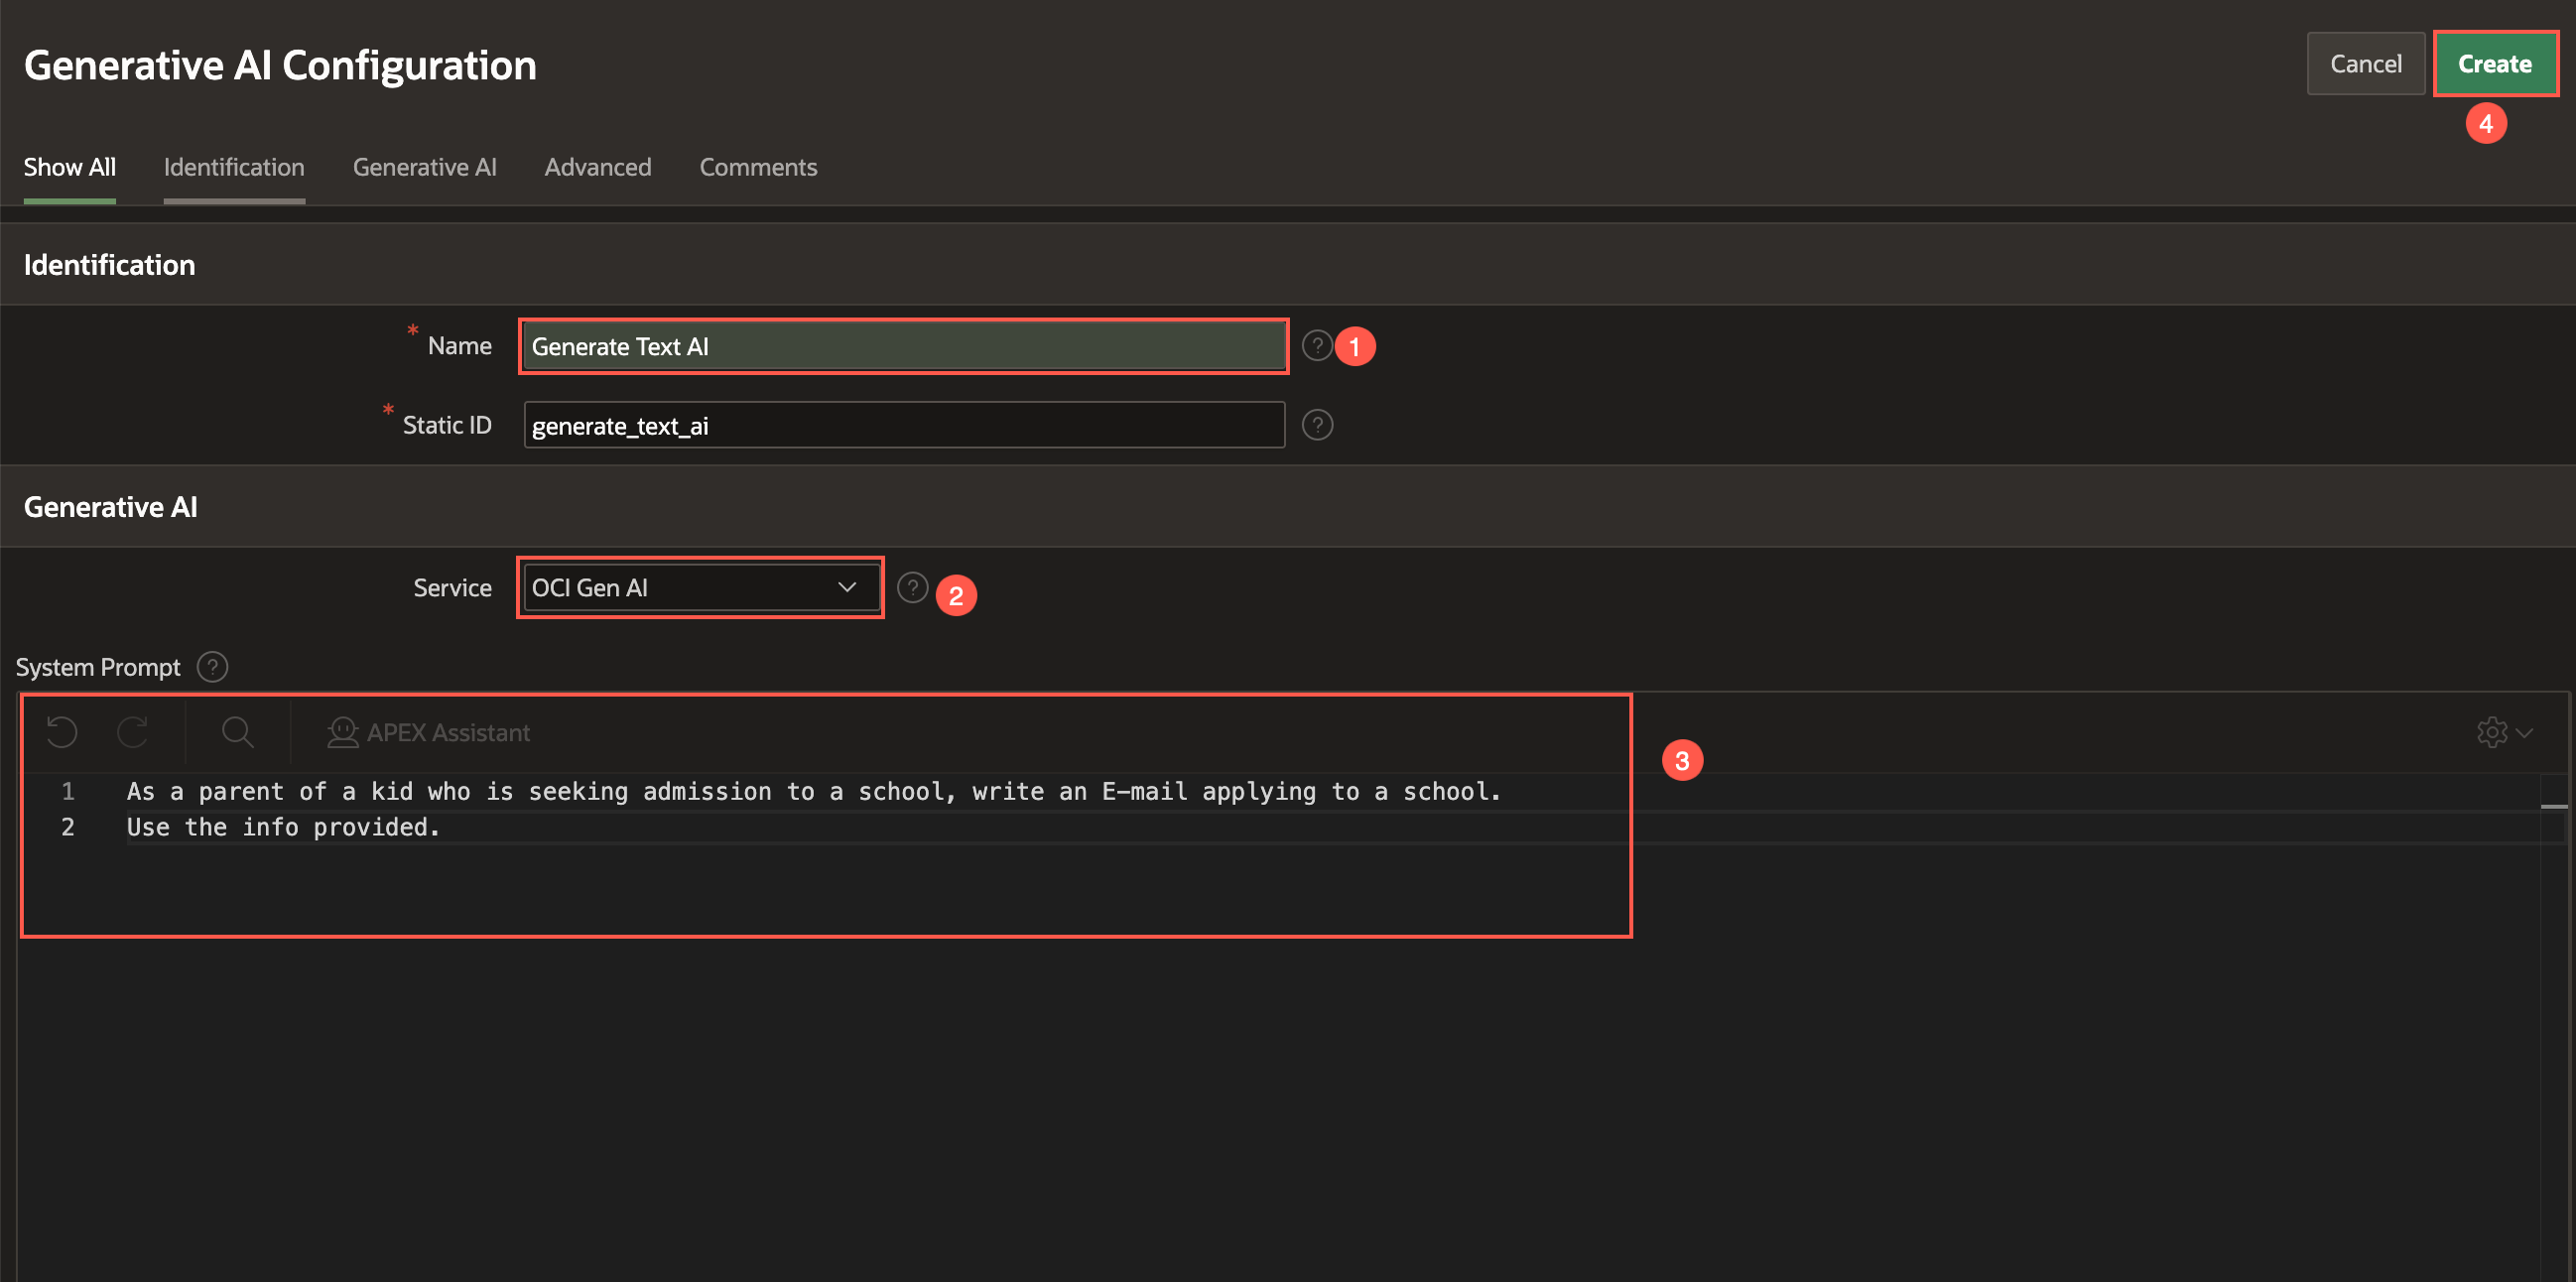 Generative AI Configuration
Cancel
Create
4
Show All
Identification
Generative AI
Advanced
Comments
Identification
* Name
Generate Text AI
?
1
* Static ID
generate_text_ai
?
Generative AI
Service
OCI Gen AI
?
2
System Prompt
?
APEX Assistant
3
1 As a parent of a kid who is seeking admission to a school, write an E-mail applying to a school.
2 Use the info provided.